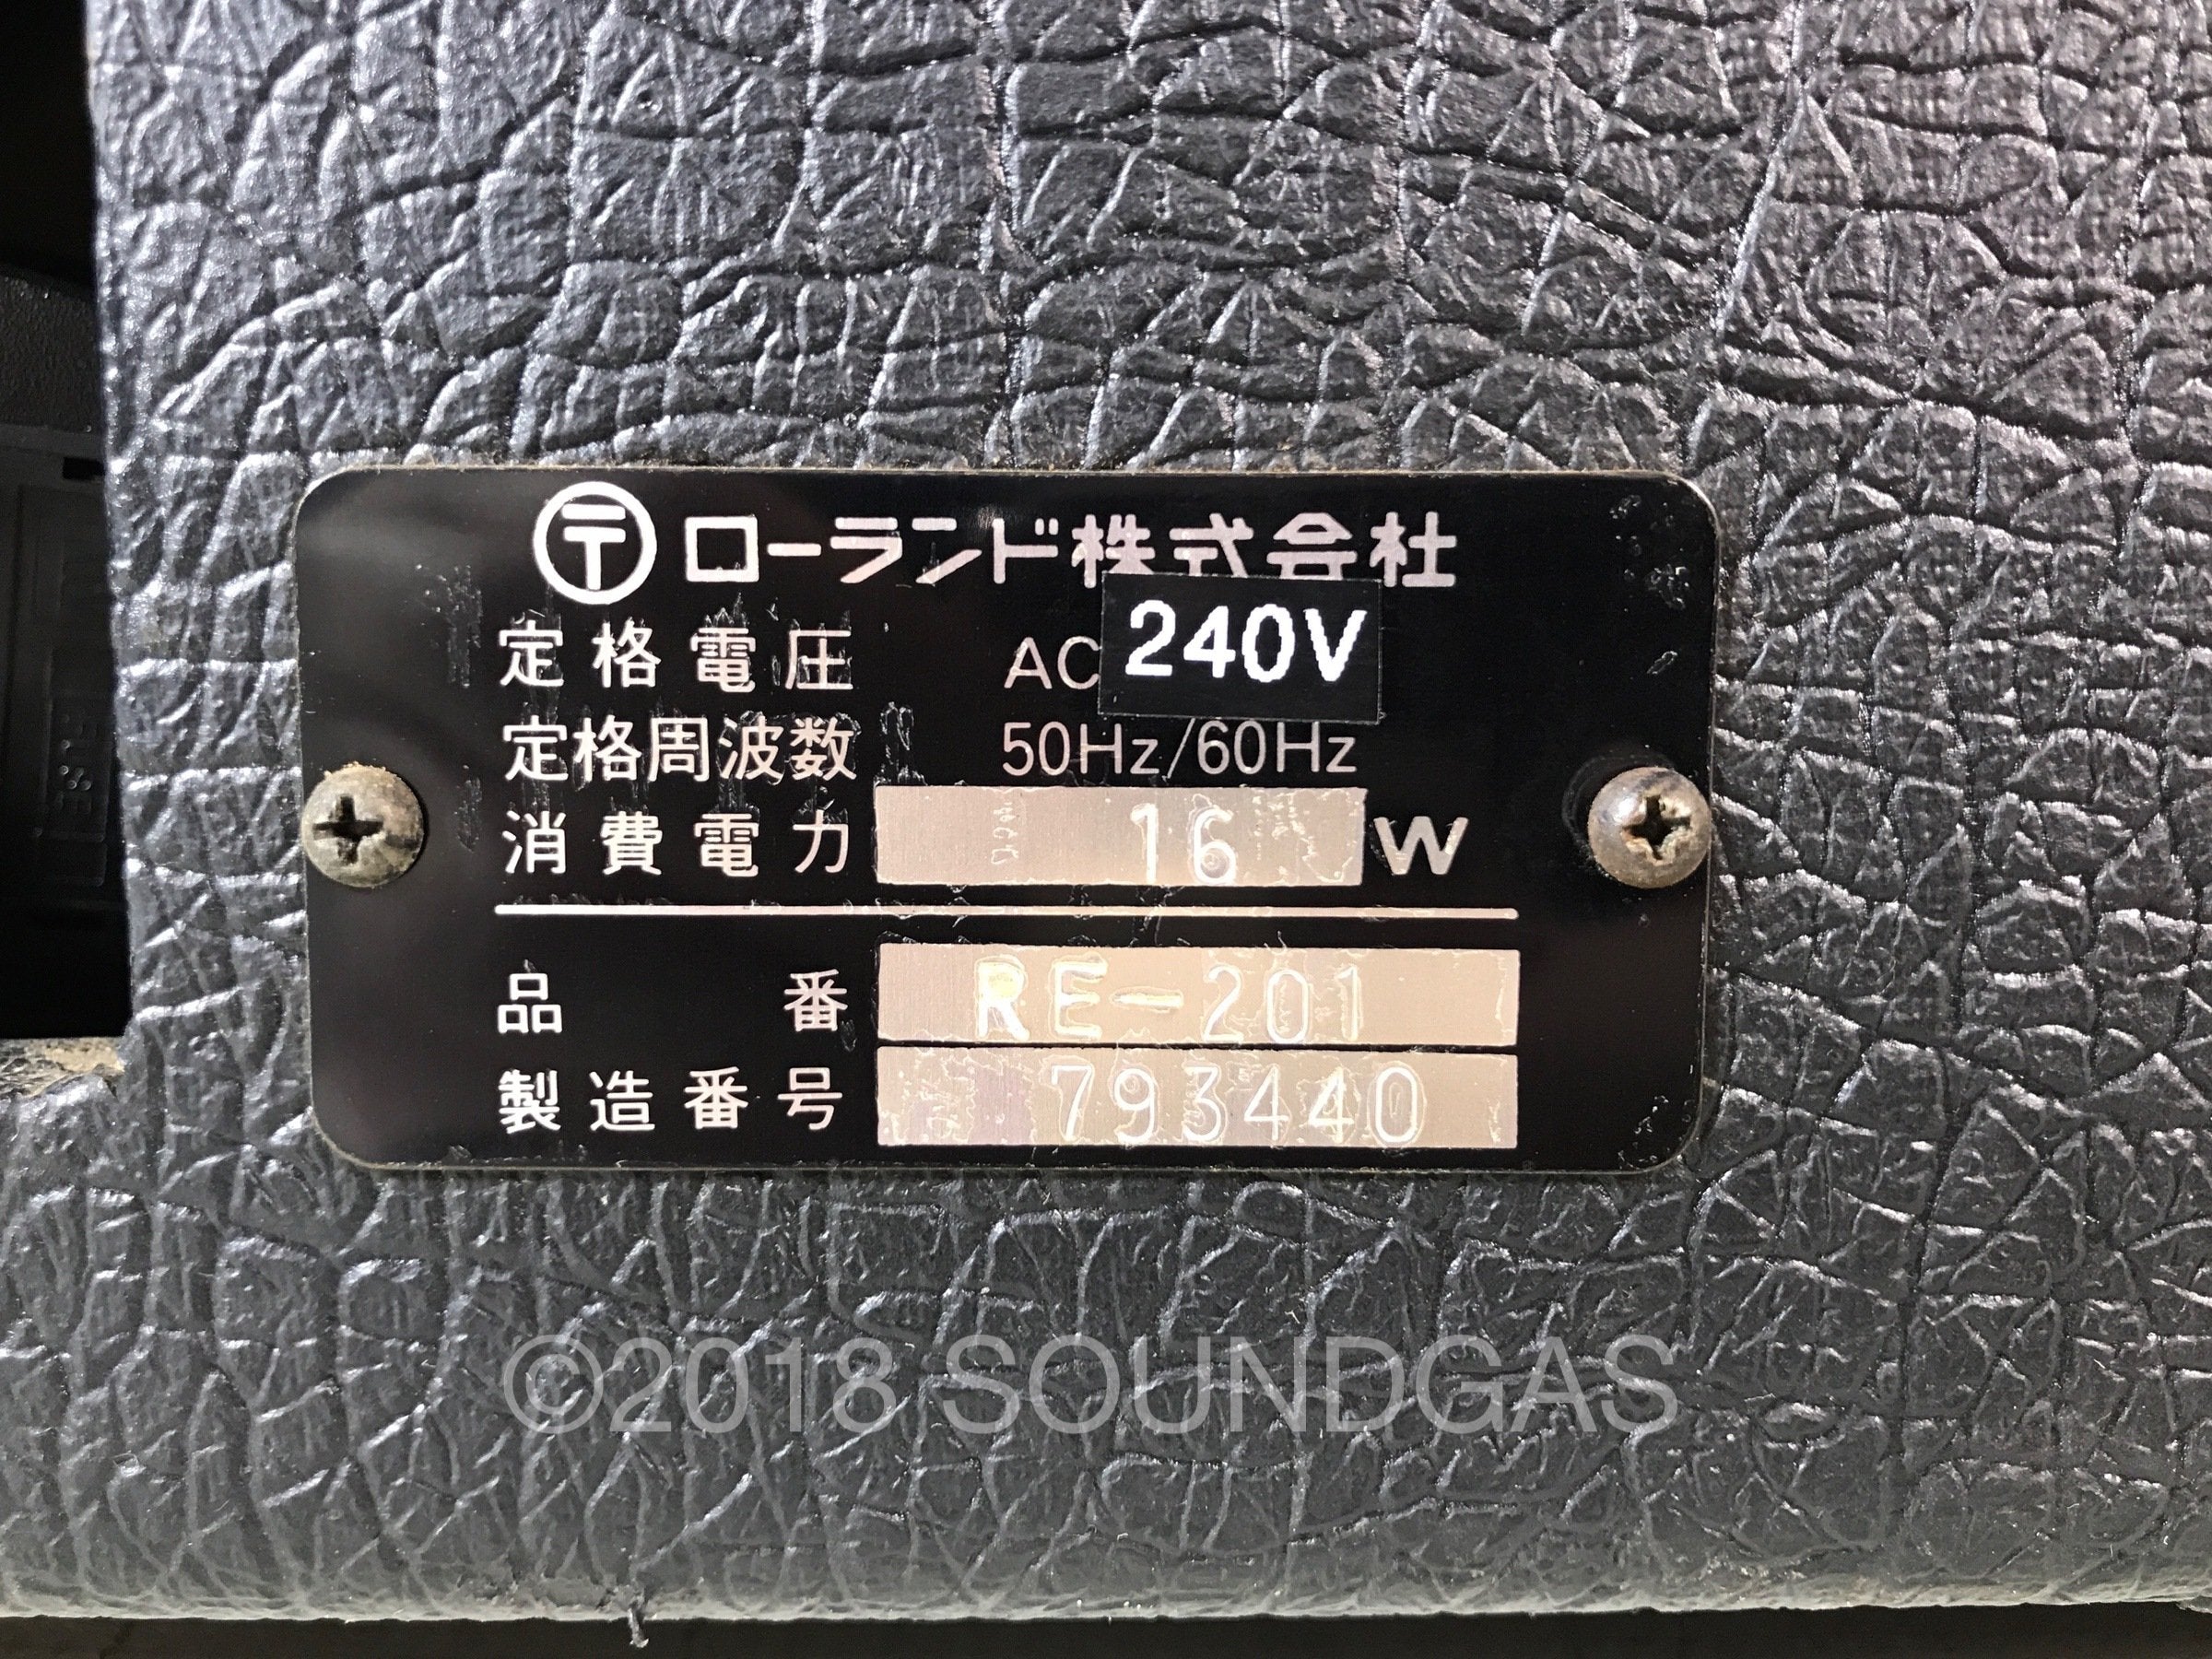 〶 ローランド株式会社
定格電圧 AC 240V
定格周波数 50Hz/60Hz
消費電力 16 W
品番 RE-201
製造番号 793440
©2018 SOUNDGAS